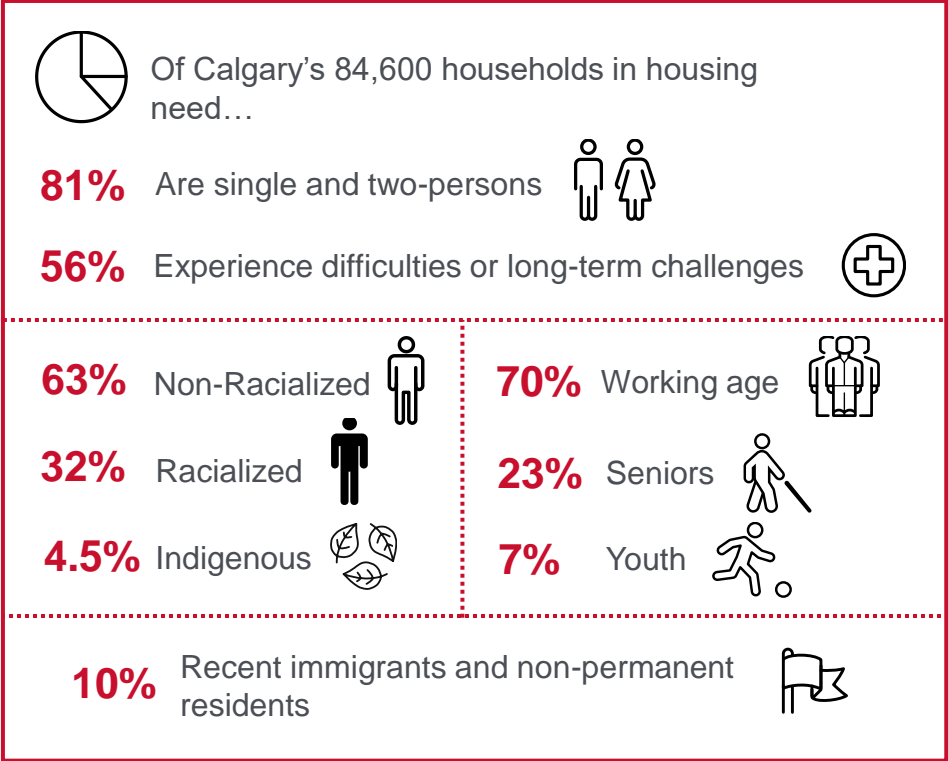 Of Calgary's 84,600 households in housing
need…
81% Are single and two-persons
56% Experience difficulties or long-term challenges
63% Non-Racialized
32% Racialized
4.5% Indigenous
70% Working age
23% Seniors
7% Youth
10% Recent immigrants and non-permanent
residents